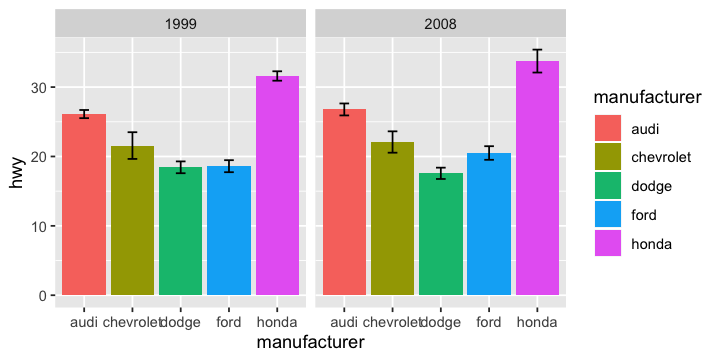 1999 2008
hwy
30
20
10
0
audi chevrolet dodge ford honda audi chevrolet dodge ford honda
manufacturer
manufacturer
audi
chevrolet
dodge
ford
honda